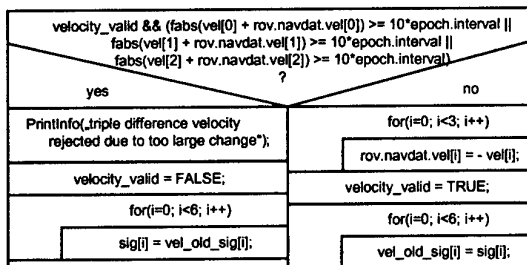 velocity_valid && (fabs(vel[0] + rov.navdat.vel[0]) >= 10*epoch.interval ||
fabs(vel[1] + rov.navdat.vel[1]) >= 10*epoch.interval ||
fabs(vel[2] + rov.navdat.vel[2]) >= 10*epoch.interval)
?
yes
no
PrintInfo(„triple difference velocity
rejected due to too large change“);
velocity_valid = FALSE;
for(i=0; i<6; i++)
sig[i] = vel_old_sig[i];
for(i=0; i<3; i++)
rov.navdat.vel[i] = - vel[i];
velocity_valid = TRUE;
for(i=0; i<6; i++)
vel_old_sig[i] = sig[i];